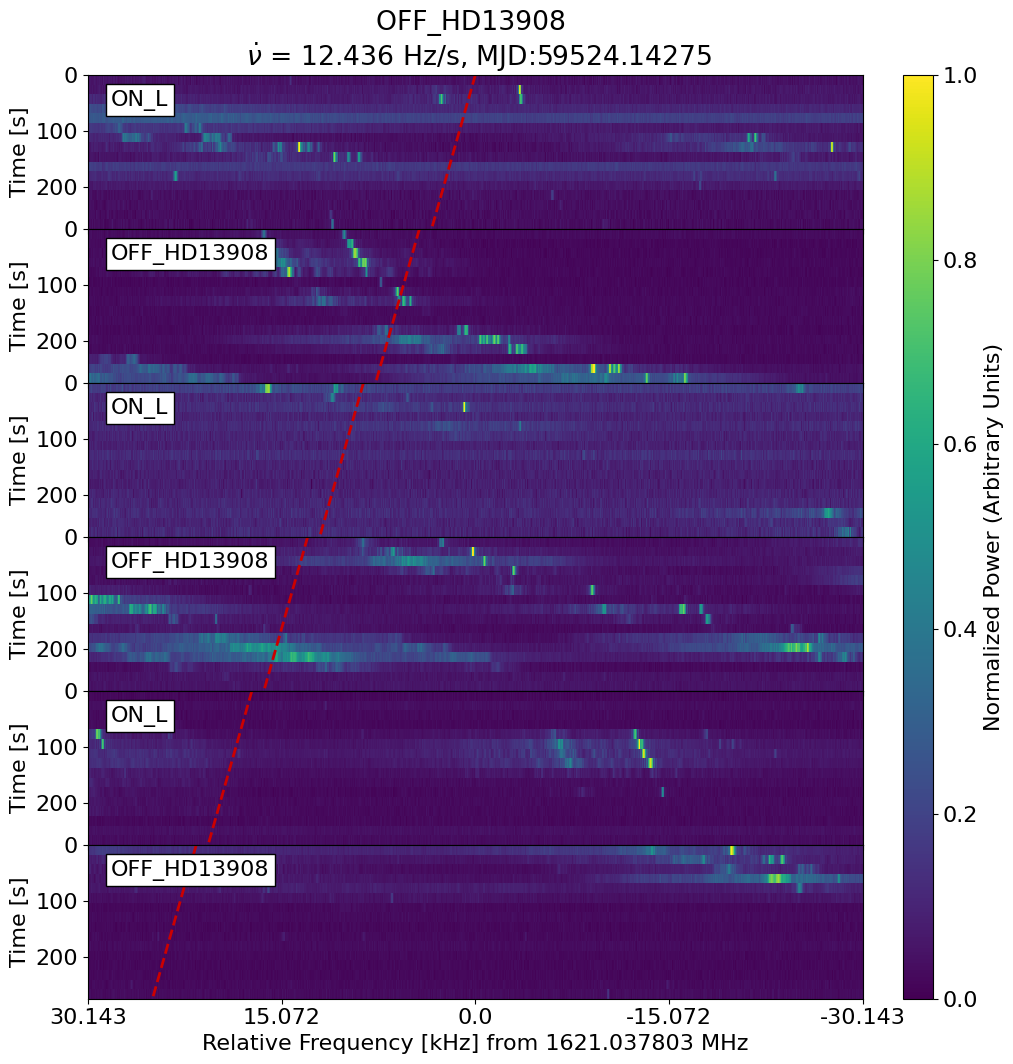 OFF_HD13908
ν̇ = 12.436 Hz/s, MJD:59524.14275
0
ON_L
100
200
Time [s]
0
OFF_HD13908
100
200
Time [s]
0
ON_L
100
200
Time [s]
0
OFF_HD13908
100
200
Time [s]
0
ON_L
100
200
Time [s]
0
OFF_HD13908
100
200
Time [s]
30.143 15.072 0.0 -15.072 -30.143
Relative Frequency [kHz] from 1621.037803 MHz
1.0
0.8
0.6
0.4
0.2
0.0
Normalized Power (Arbitrary Units)